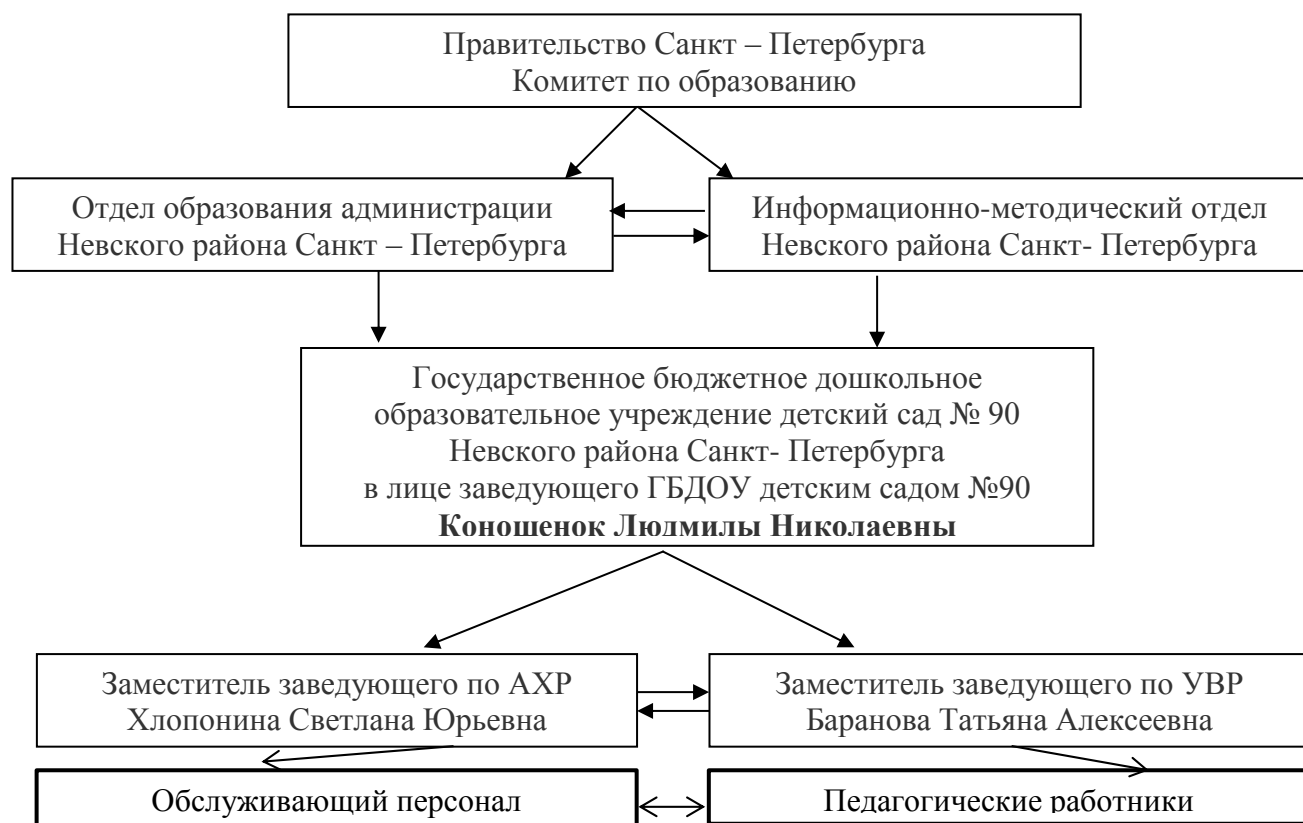 Правительство Санкт – Петербурга
Комитет по образованию
Отдел образования администрации
Невского района Санкт – Петербурга
Информационно-методический отдел
Невского района Санкт- Петербурга
Государственное бюджетное дошкольное
образовательное учреждение детский сад № 90
Невского района Санкт- Петербурга
в лице заведующего ГБДОУ детским садом №90
Коношенок Людмилы Николаевны
Заместитель заведующего по АХР
Хлопонина Светлана Юрьевна
Заместитель заведующего по УВР
Баранова Татьяна Алексеевна
Обслуживающий персонал
Педагогические работники